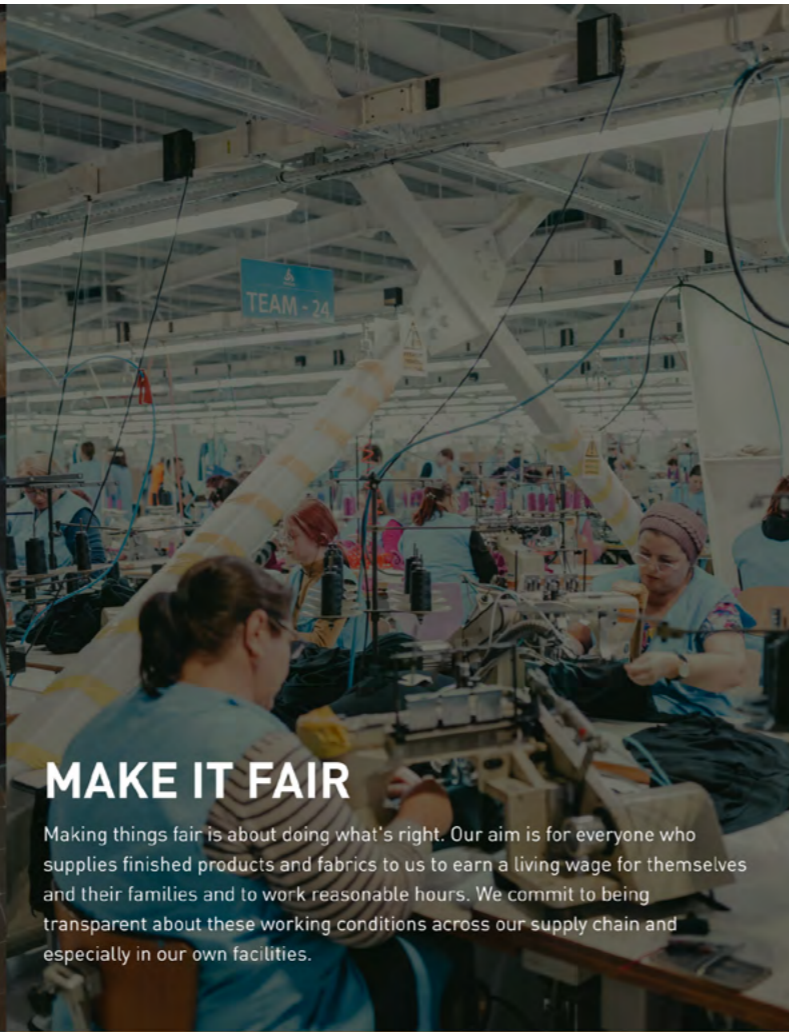 TEAM - 24
MAKE IT FAIR
Making things fair is about doing what's right. Our aim is for everyone who
supplies finished products and fabrics to us to earn a living wage for themselves
and their families and to work reasonable hours. We commit to being
transparent about these working conditions across our supply chain and
especially in our own facilities.